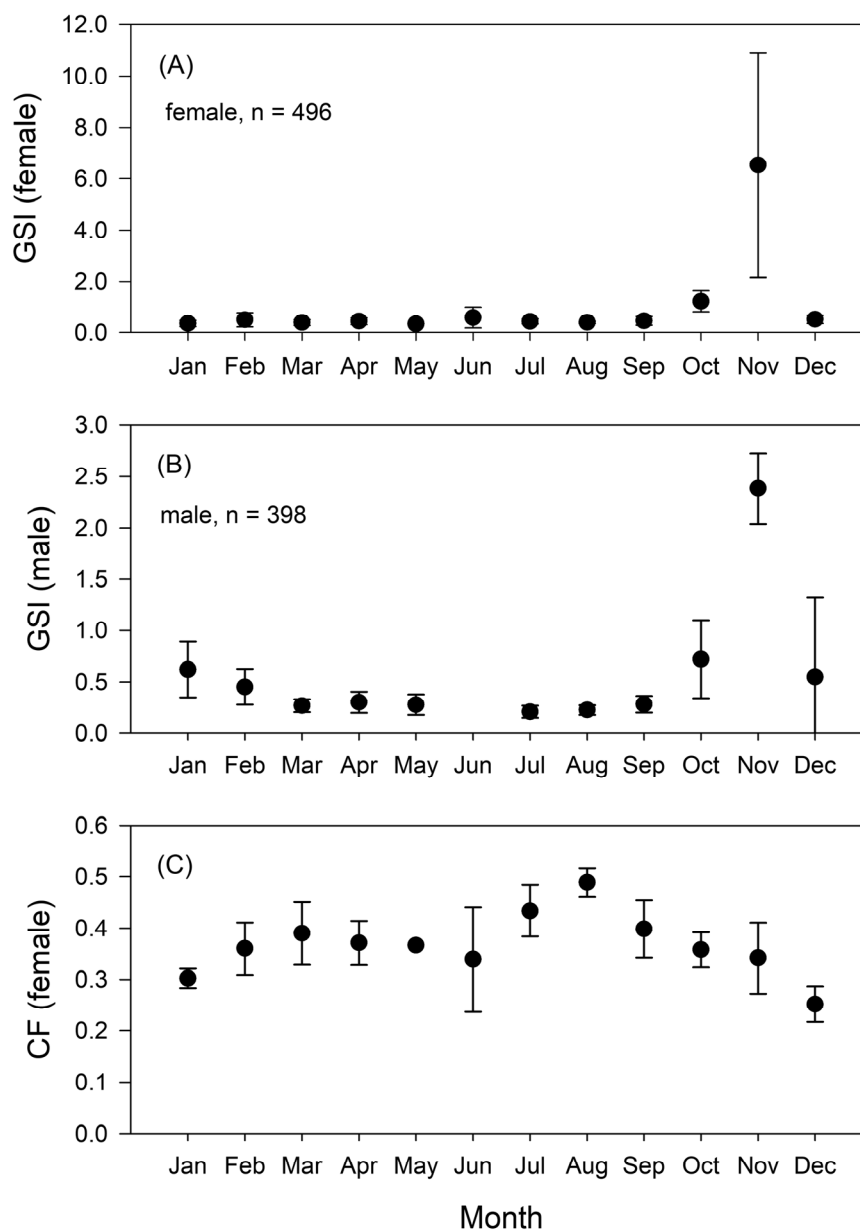 12.0
10.0
8.0
6.0
4.0
2.0
0.0
GSI (female)
(A)
female, n = 496
Jan Feb Mar Apr May Jun Jul Aug Sep Oct Nov Dec
3.0
2.5
2.0
1.5
1.0
0.5
0.0
GSI (male)
(B)
male, n = 398
Jan Feb Mar Apr May Jun Jul Aug Sep Oct Nov Dec
0.6
0.5
0.4
0.3
0.2
0.1
0.0
CF (female)
(C)
Jan Feb Mar Apr May Jun Jul Aug Sep Oct Nov Dec
Month